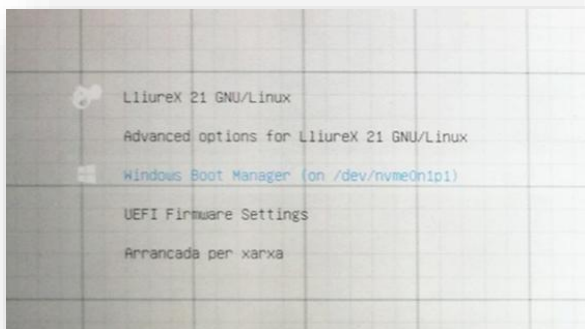 LliureX 21 GNU/Linux
Advanced options for LliureX 21 GNU/Linux
Windows Boot Manager (on /dev/nvme0n1p1)
UEFI Firmware Settings
Arrancada per xarxa